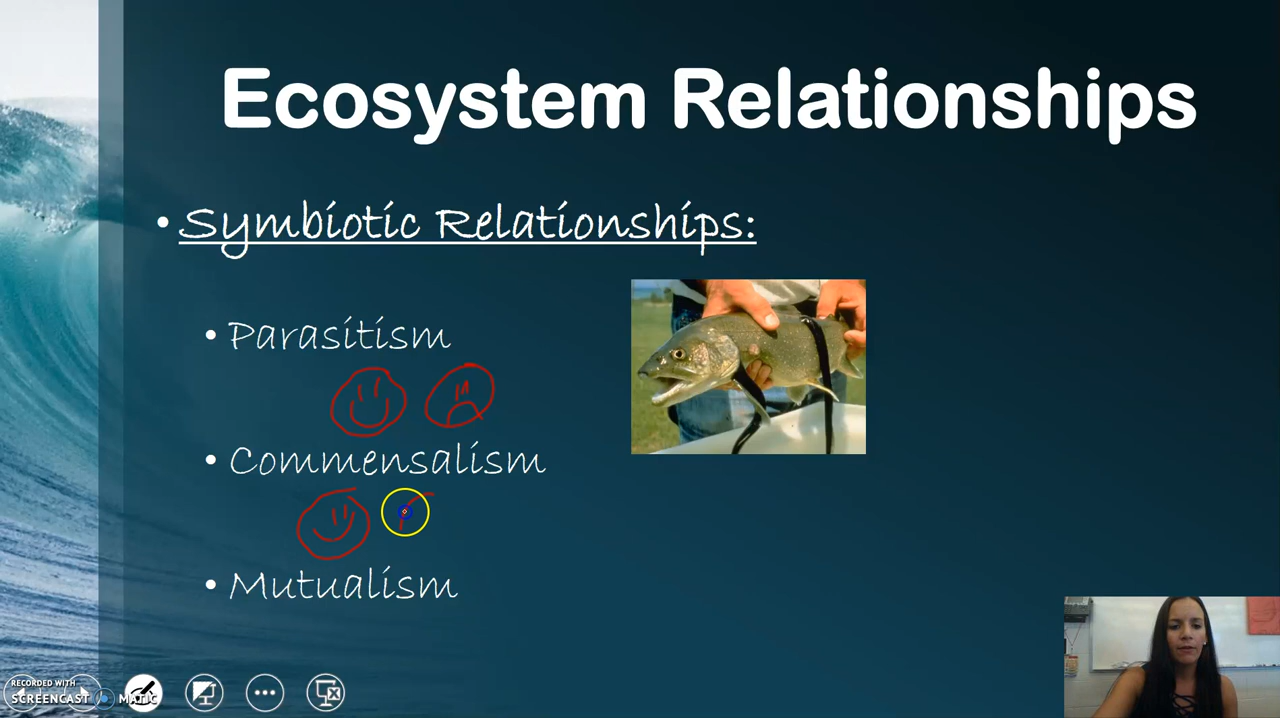 Ecosystem Relationships
• Symbiotic Relationships:
• Parasitism
• Commensalism
• Mutualism
RECORDED WITH
SCREENCAST MATIC